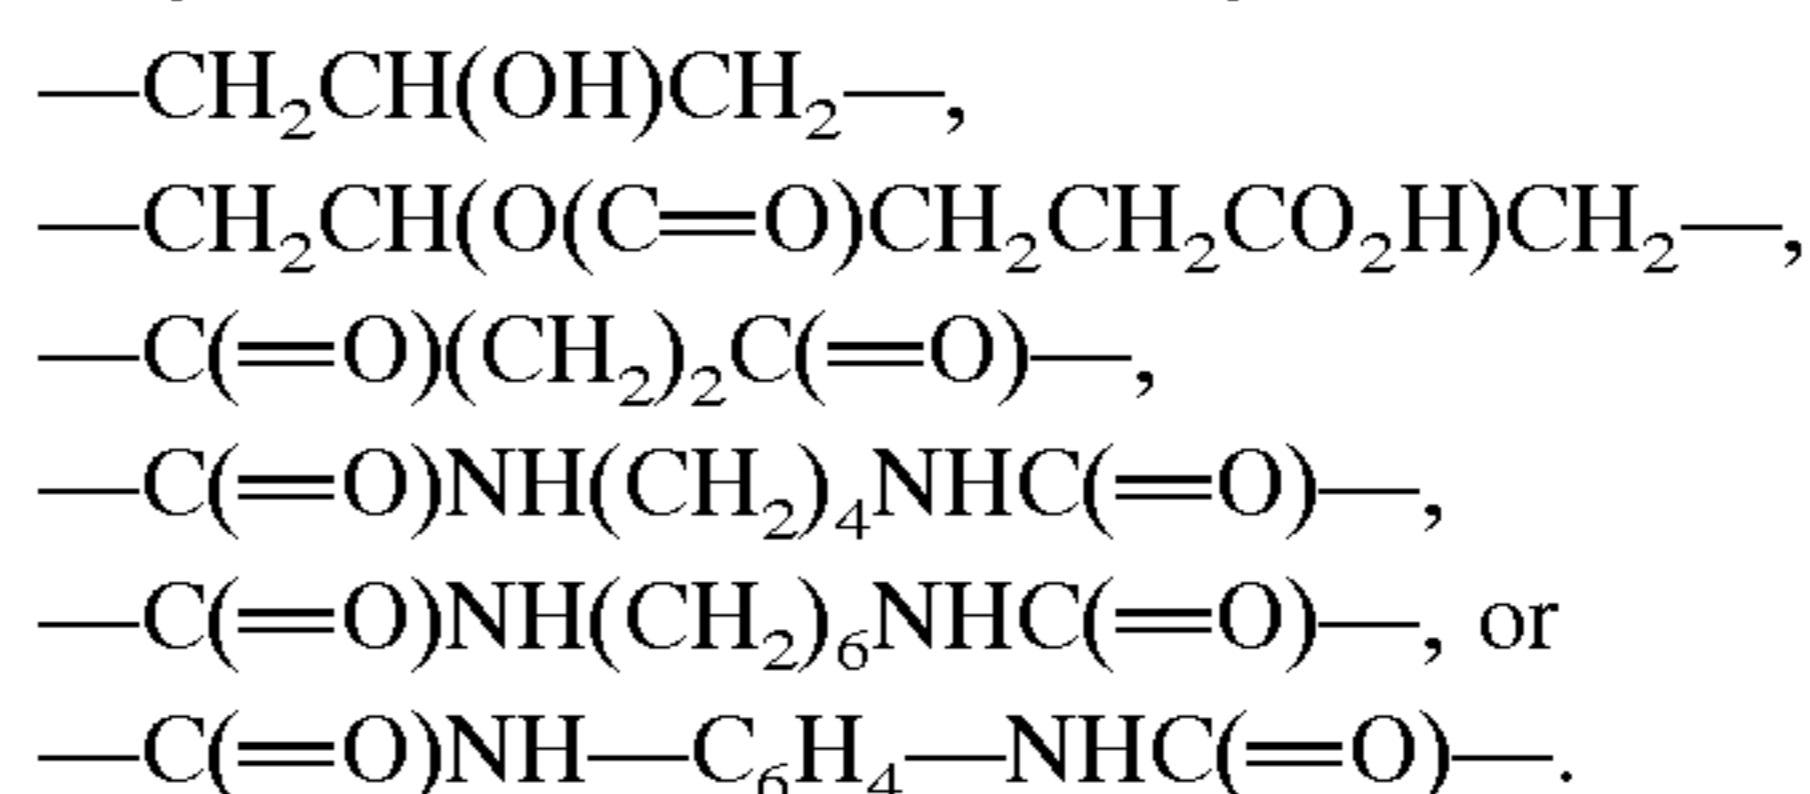 —CH₂CH(OH)CH₂—,
—CH₂CH(O(C=O)CH₂CH₂CO₂H)CH₂—,
—C(=O)(CH₂)₂C(=O)—,
—C(=O)NH(CH₂)₄NHC(=O)—,
—C(=O)NH(CH₂)₆NHC(=O)—, or
—C(=O)NH—C₆H₄—NHC(=O)—.